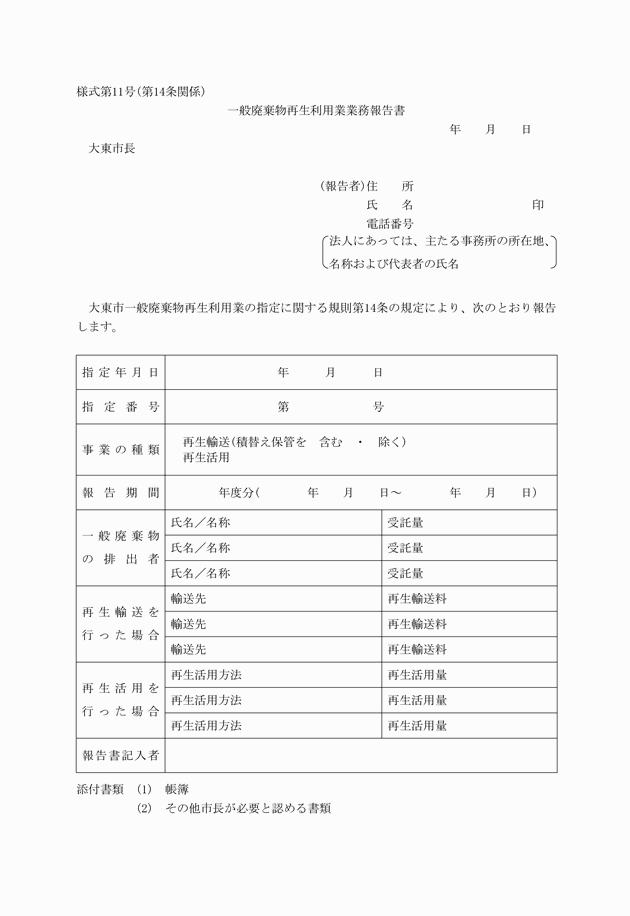 様式第11号(第14条関係)
一般廃棄物再生利用業業務報告書
年　　月　　日
大東市長
(報告者)住　　所
氏　　名　　　　　　　　　　印
電話番号
法人にあっては、主たる事務所の所在地、
名称および代表者の氏名
大東市一般廃棄物再生利用業の指定に関する規則第14条の規定により、次のとおり報告
します。
指定年月日　　　年　　　月　　　日
指定番号　　　第　　　　　　　号
事業の種類　再生輸送(積替え保管を　含む　・　除く)
再生活用
報告期間　　　年度分(　　　　年　　月　　日～　　　　年　　月　　日)
一般廃棄物
の排出者
氏名／名称　受託量
氏名／名称　受託量
氏名／名称　受託量
再生輸送を
行った場合
輸送先　再生輸送料
輸送先　再生輸送料
輸送先　再生輸送料
再生活用を
行った場合
再生活用方法　再生活用量
再生活用方法　再生活用量
再生活用方法　再生活用量
報告書記入者
添付書類　(1)　帳簿
(2)　その他市長が必要と認める書類